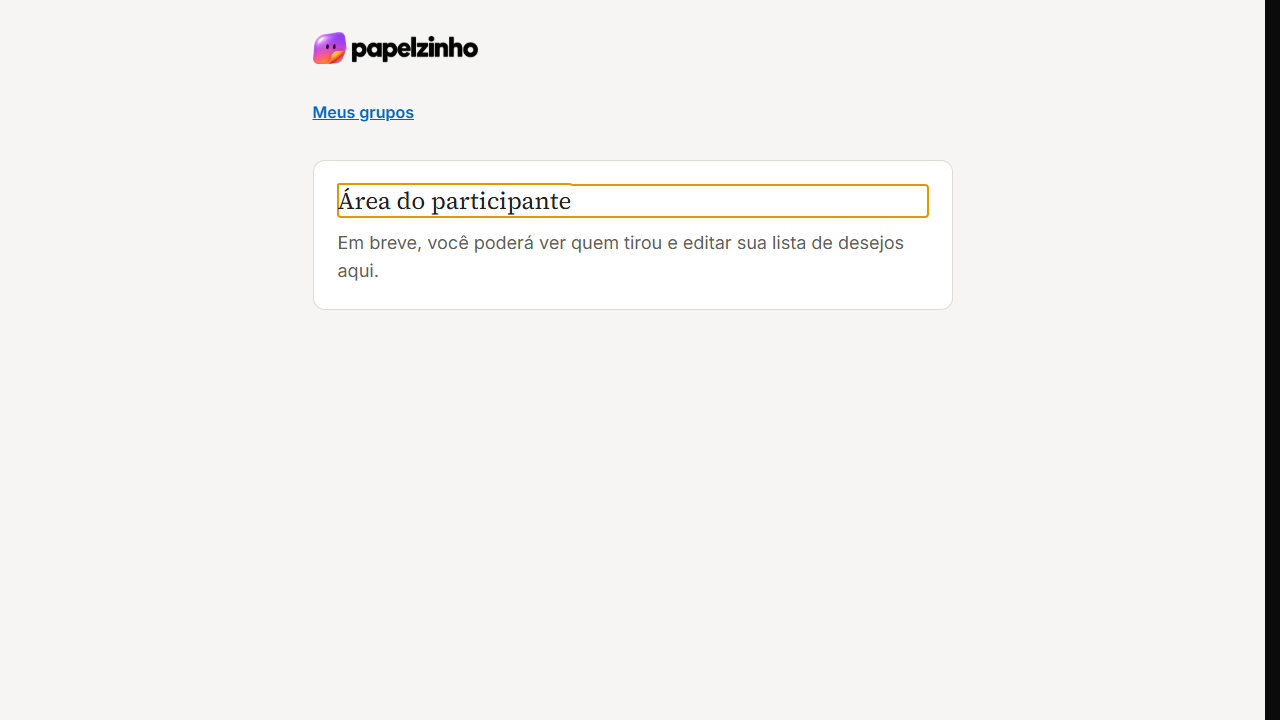 papelzinho
Meus grupos
Área do participante
Em breve, você poderá ver quem tirou e editar sua lista de desejos
aqui.